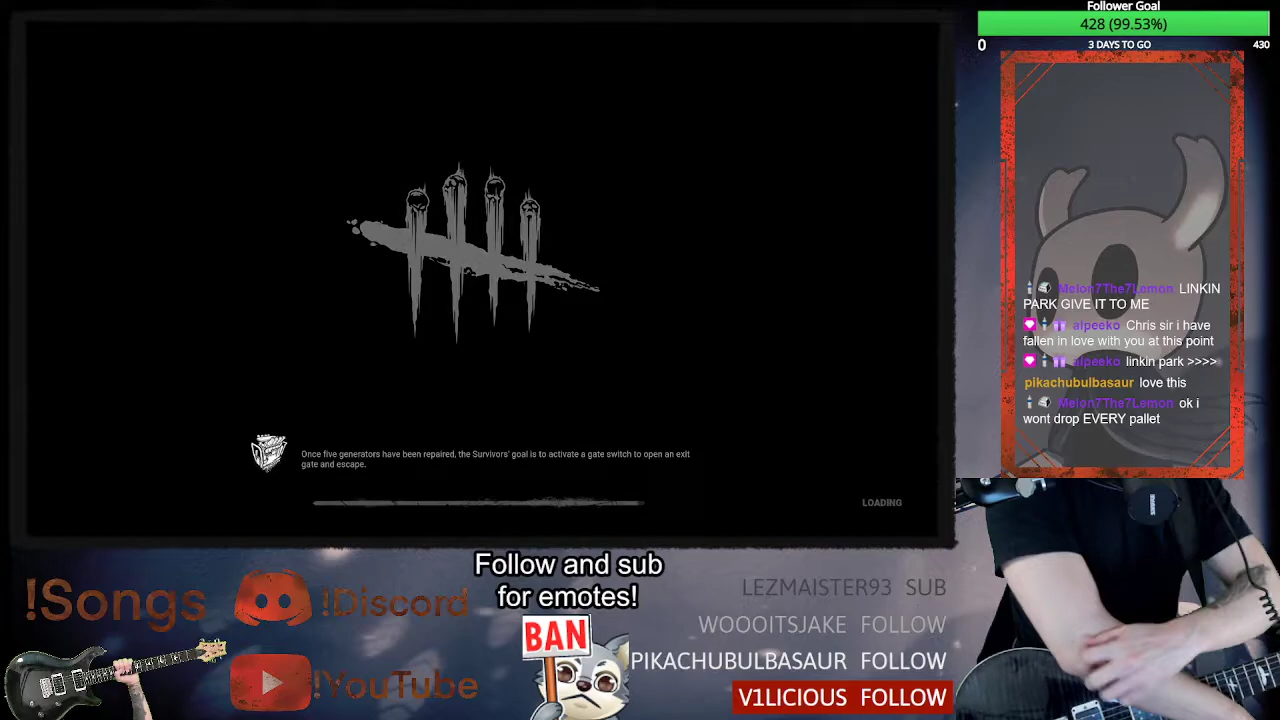 Follower Goal
428 (99.53%)
0
3 DAYS TO GO
430
Melon7The7Lemon LINKIN
PARK GIVE IT TO ME
alpeeko Chris sir i have
fallen in love with you at this point
alpeeko linkin park >>>>
pikachubulbasaur love this
Melon7The7Lemon ok i
wont drop EVERY pallet
Once five generators have been repaired, the Survivors' goal is to activate a gate switch to open an exit
gate and escape.
LOADING
!Songs
!Discord
!YouTube
Follow and sub
for emotes!
BAN
LEZMAISTER93 SUB
WOOOITSJAKE FOLLOW
PIKACHUBULBASAUR FOLLOW
V1LICIOUS FOLLOW